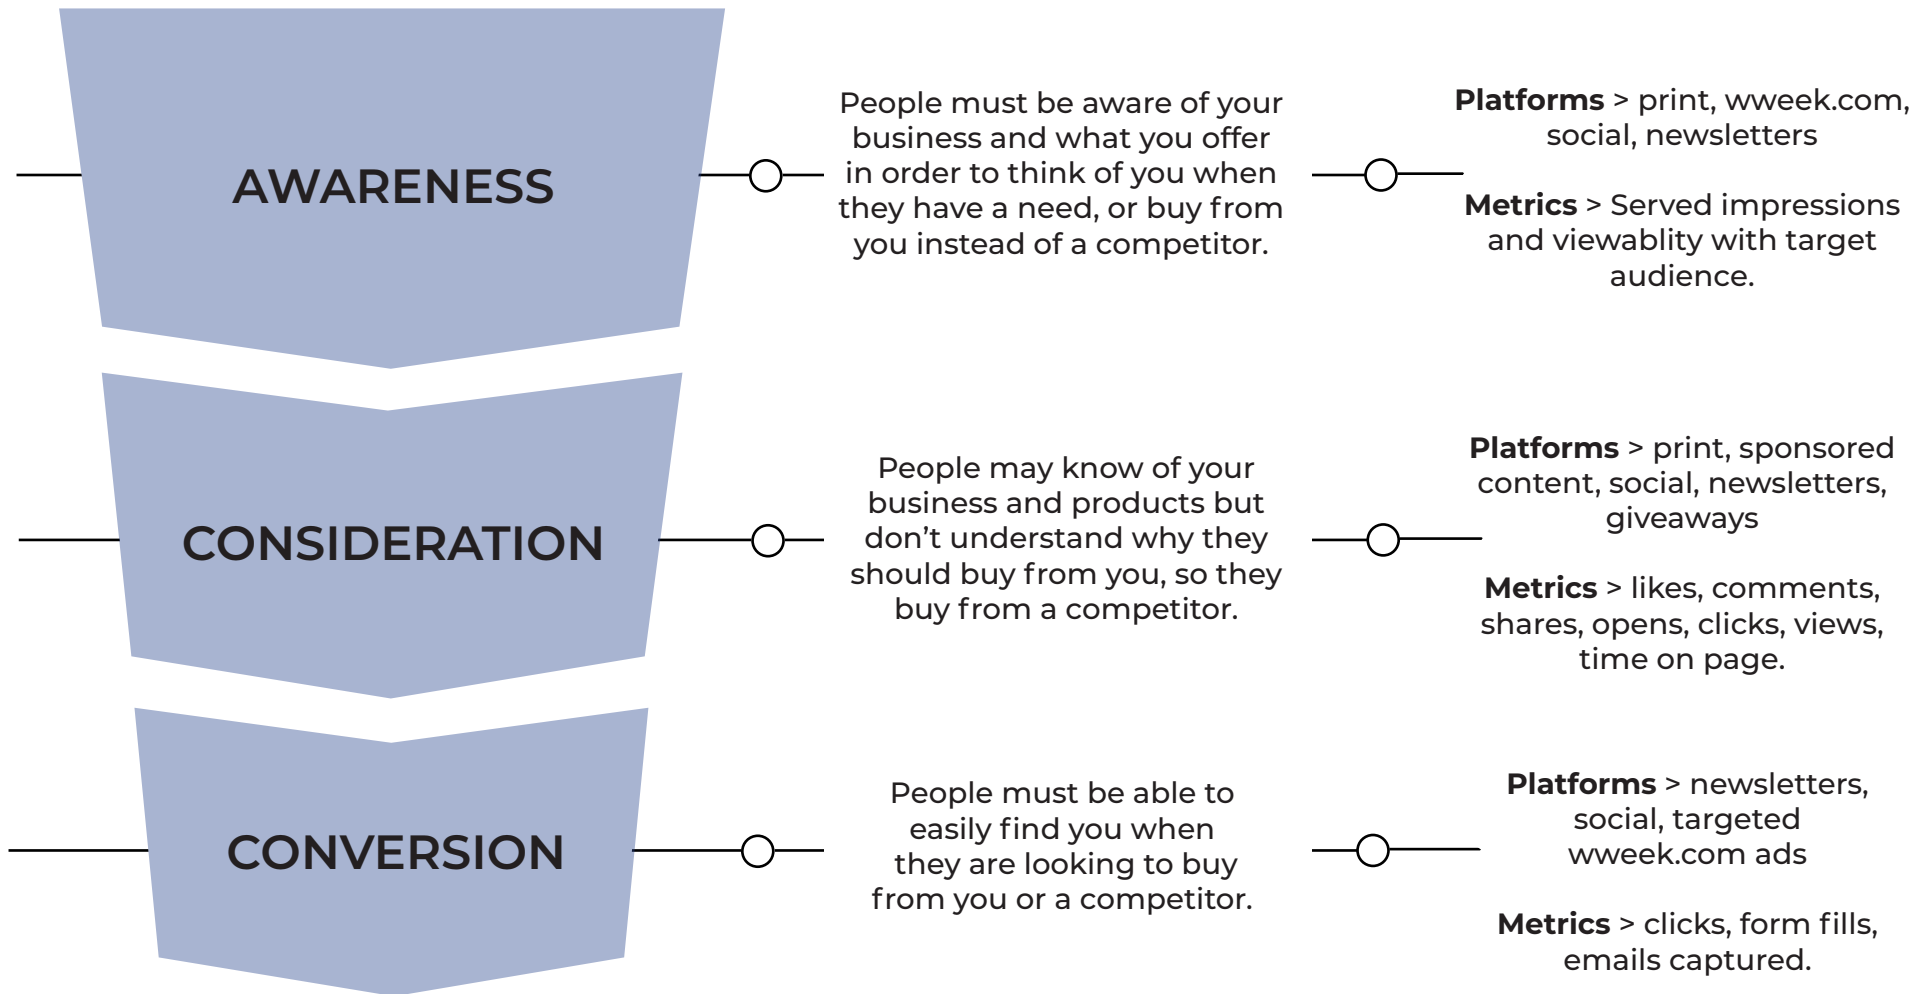 AWARENESS
People must be aware of your
business and what you offer
in order to think of you when
they have a need, or buy from
you instead of a competitor.
Platforms > print, wweek.com,
social, newsletters
Metrics > Served impressions
and viewablity with target
audience.
CONSIDERATION
People may know of your
business and products but
don’t understand why they
should buy from you, so they
buy from a competitor.
Platforms > print, sponsored
content, social, newsletters,
giveaways
Metrics > likes, comments,
shares, opens, clicks, views,
time on page.
CONVERSION
People must be able to
easily find you when
they are looking to buy
from you or a competitor.
Platforms > newsletters,
social, targeted
wweek.com ads
Metrics > clicks, form fills,
emails captured.